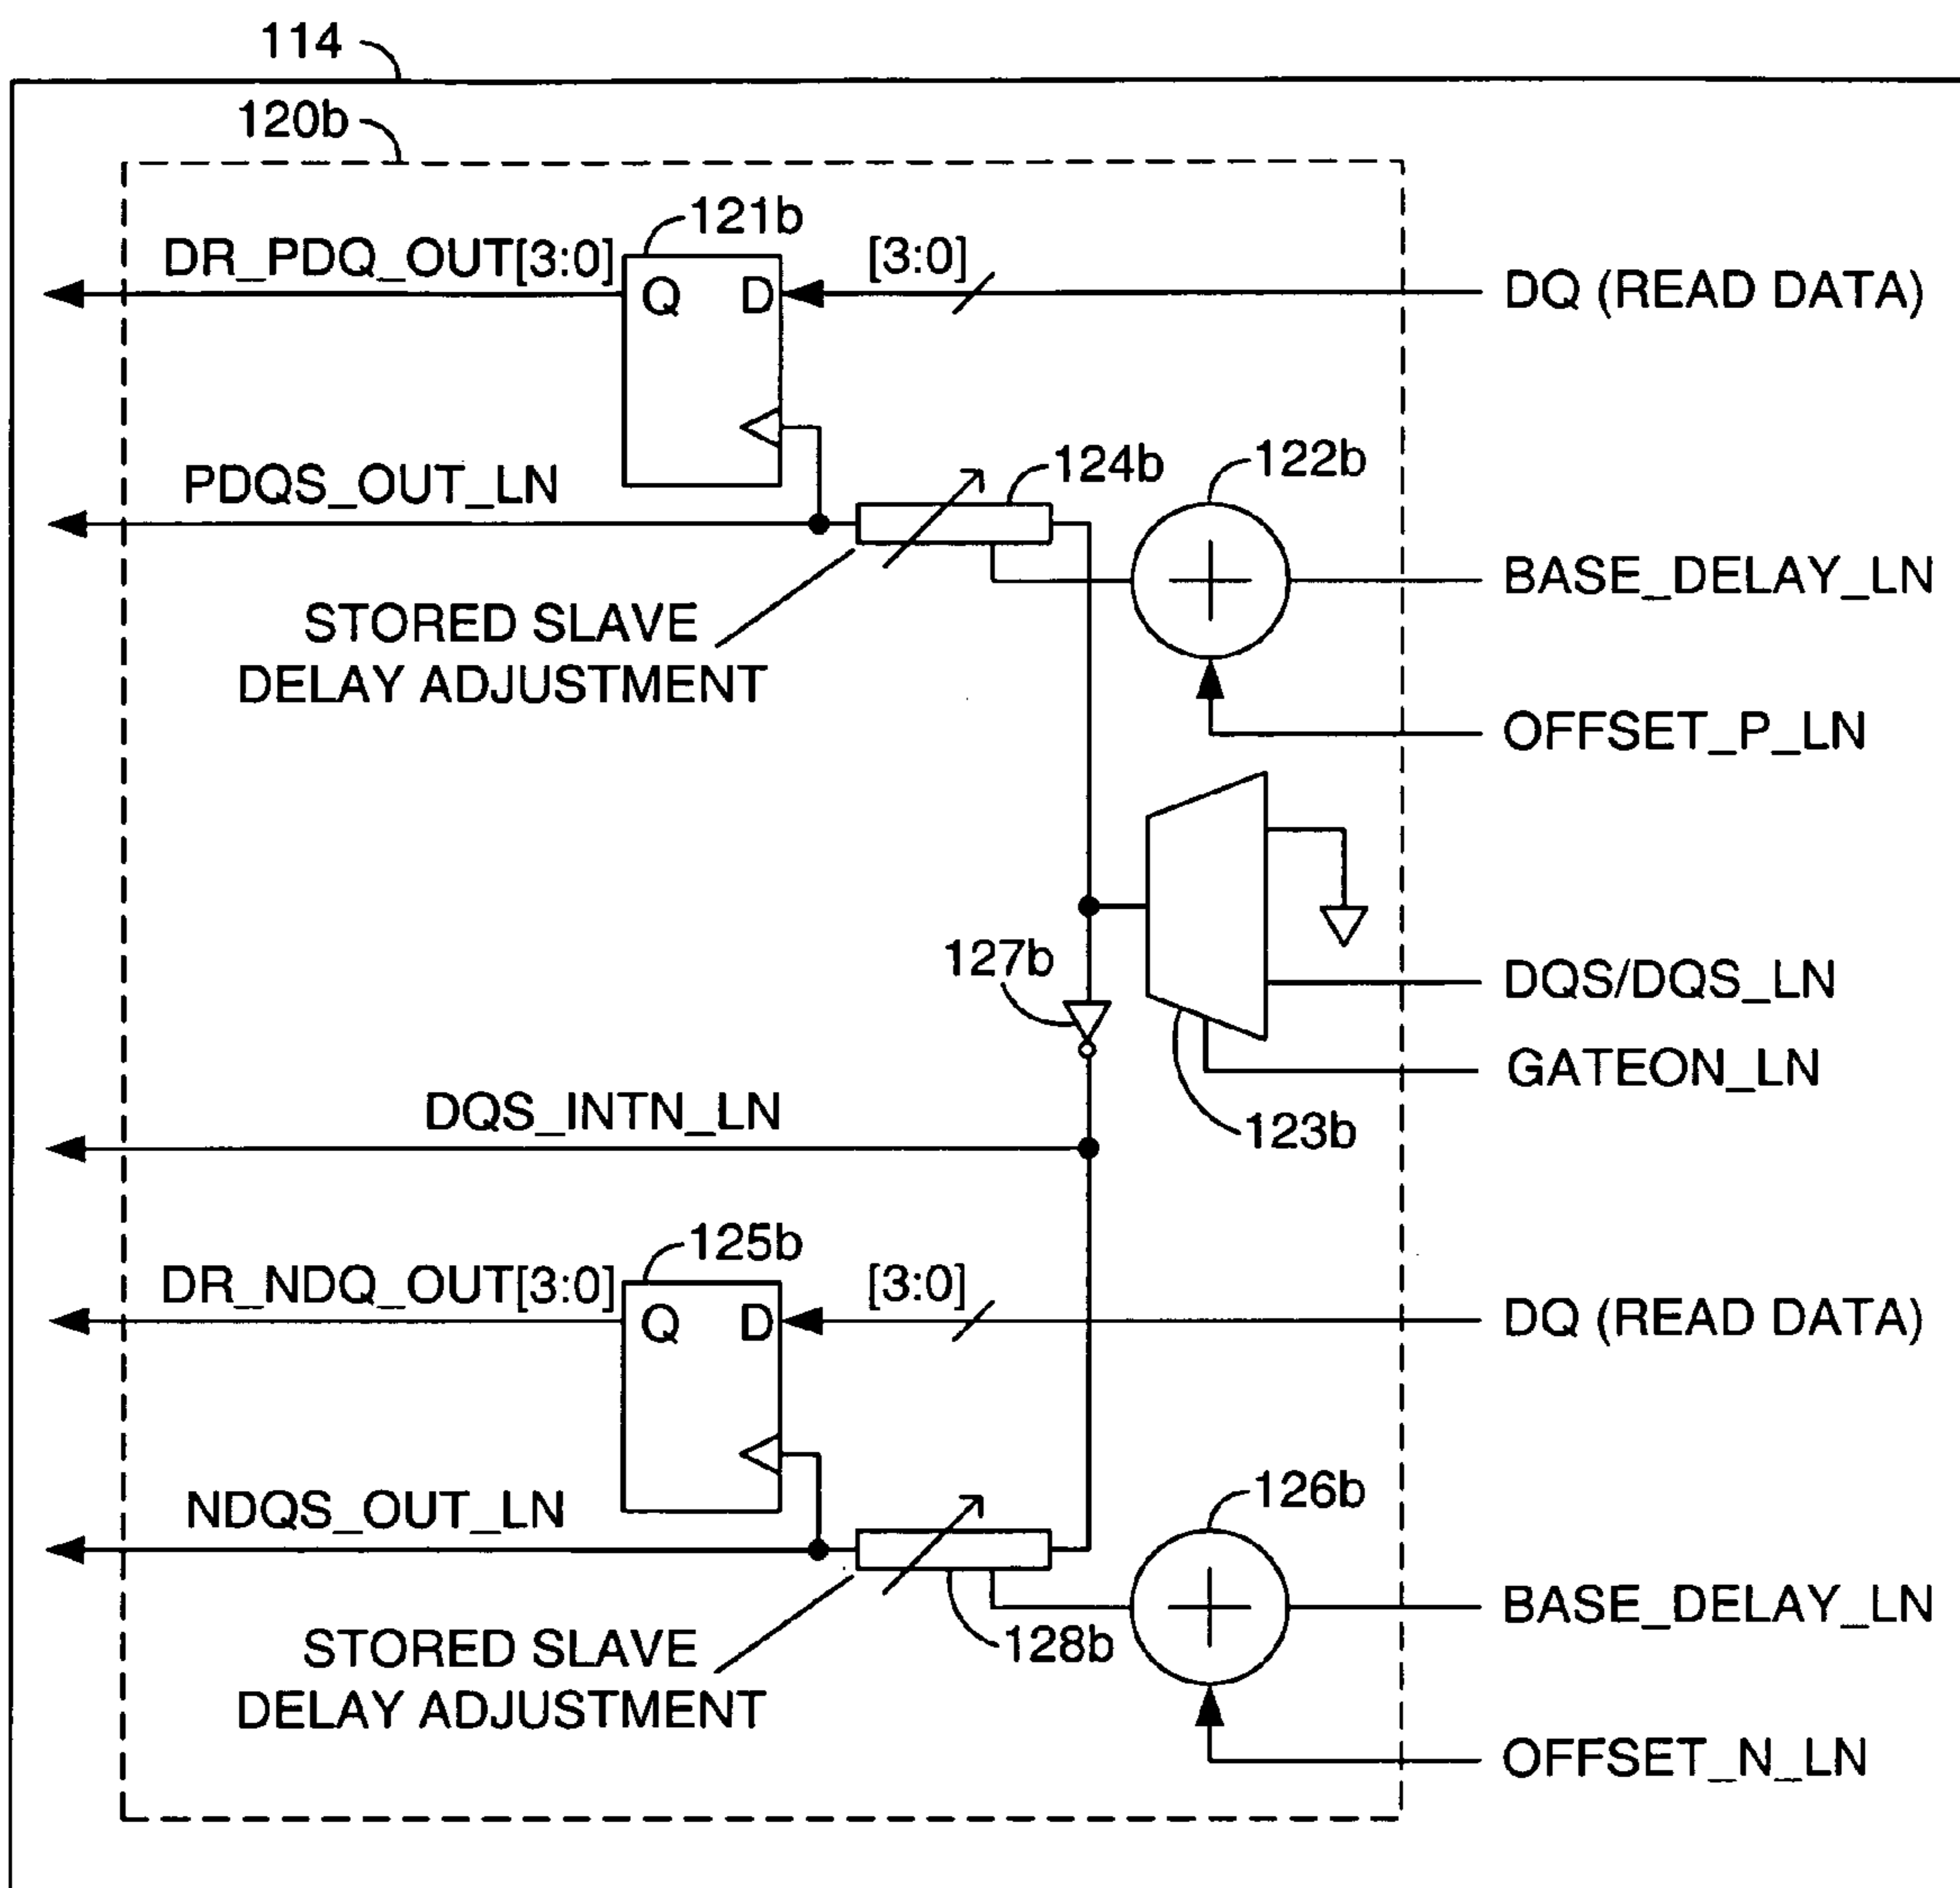 114
120b
121b
DR_PDQ_OUT[3:0]
[3:0]
Q
D
DQ (READ DATA)
PDQS_OUT_LN
124b
122b
BASE_DELAY_LN
STORED SLAVE
DELAY ADJUSTMENT
OFFSET_P_LN
127b
DQS/DQS_LN
GATEON_LN
DQS_INTN_LN
123b
125b
DR_NDQ_OUT[3:0]
[3:0]
Q
D
DQ (READ DATA)
NDQS_OUT_LN
126b
BASE_DELAY_LN
STORED SLAVE
128b
DELAY ADJUSTMENT
OFFSET_N_LN